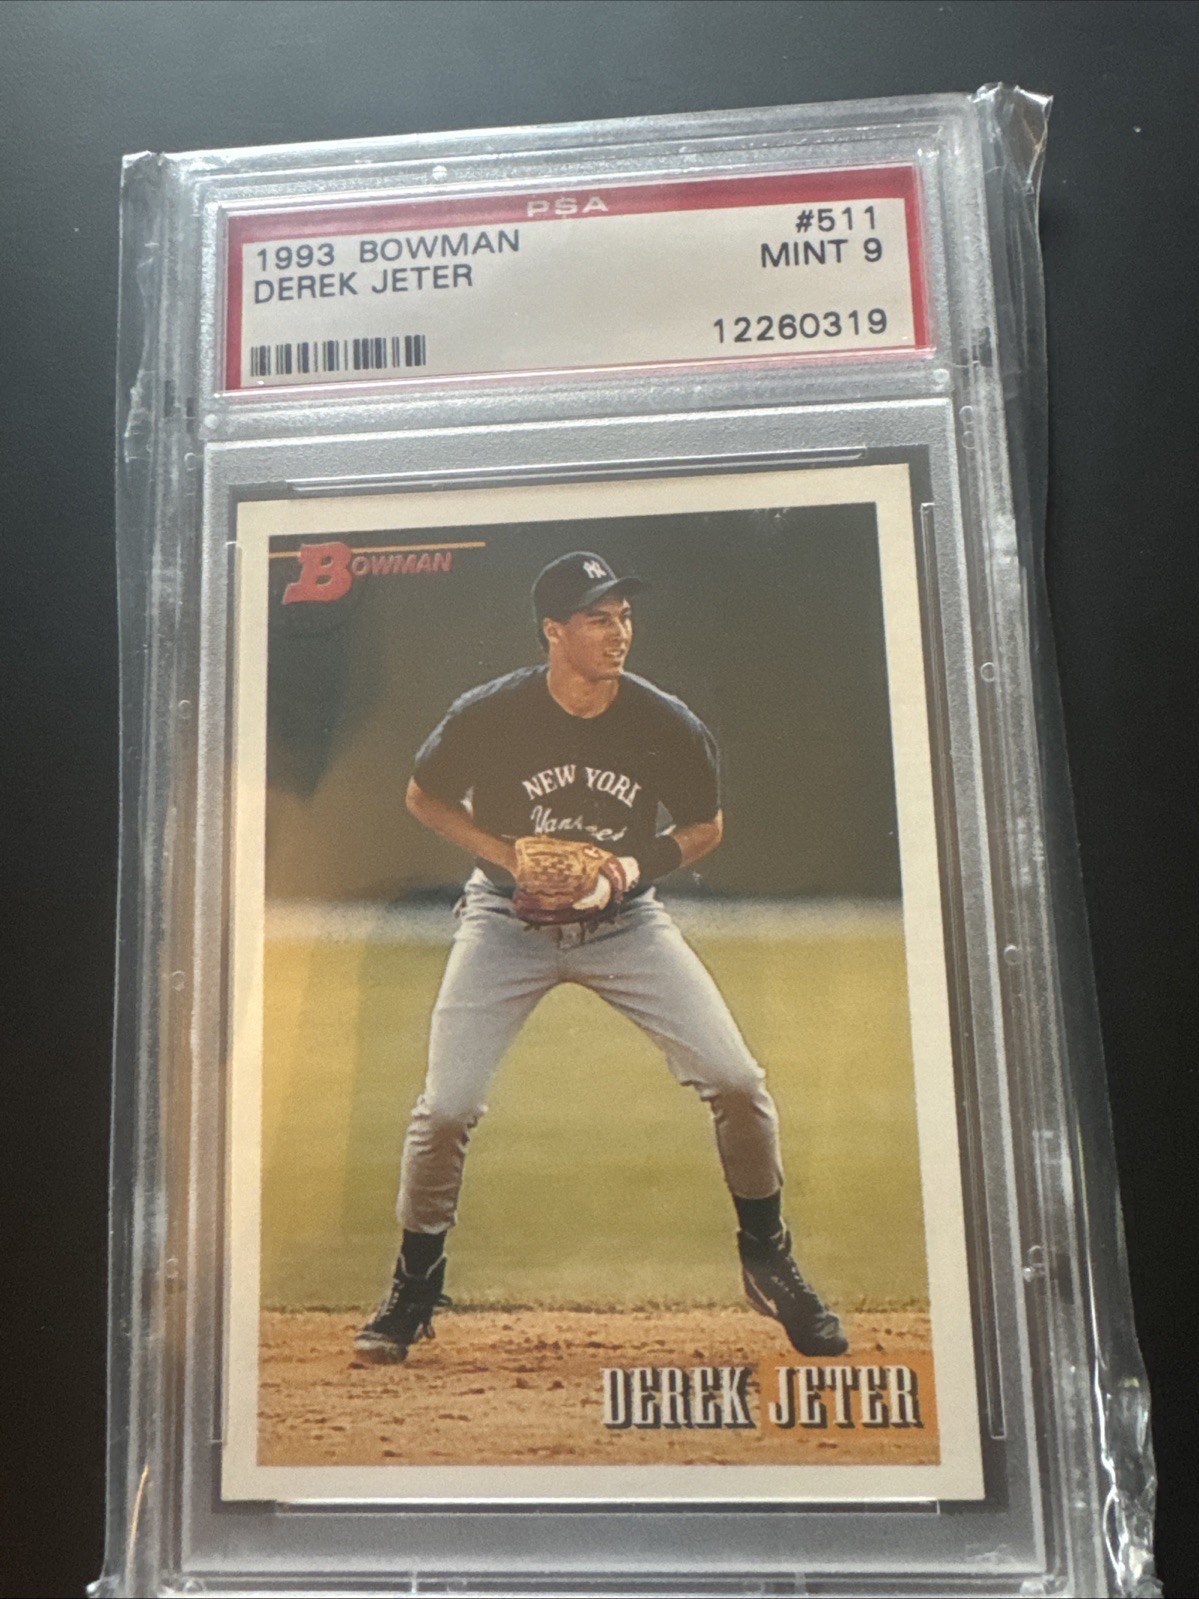 PSA
1993 BOWMAN #511
DEREK JETER MINT 9
12260319
BOWMAN
NY
NEW YORK
Yankees
DEREK JETER